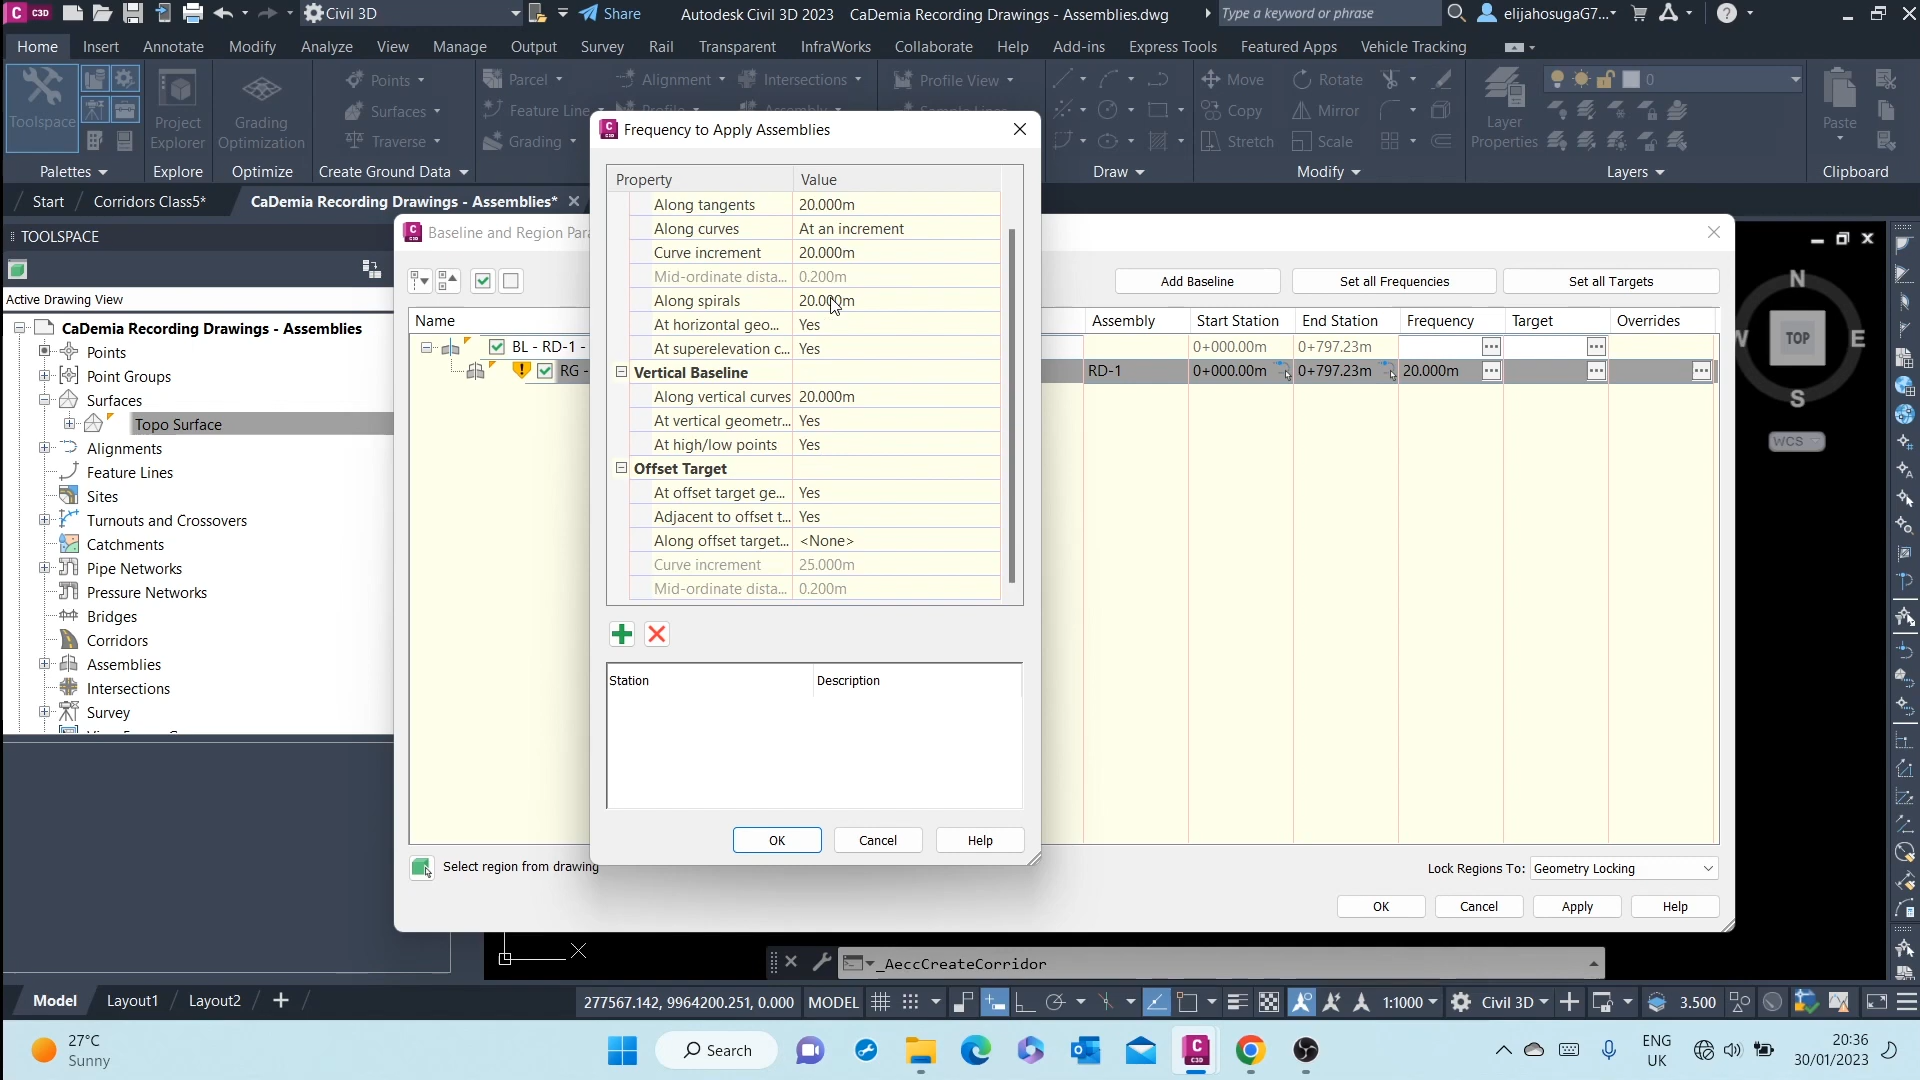 C3D Civil 3D Share Autodesk Civil 3D 2023 CaDemia Recording Drawings - Assemblies.dwg Type a keyword or phrase elijahosugaG7...
Home Insert Annotate Modify Analyze View Manage Output Survey Rail Transparent InfraWorks Collaborate Help Add-ins Express Tools Featured Apps Vehicle Tracking
Toolspace
Project Explorer
Grading Optimization
Points
Surfaces
Traverse
Parcel
Feature Line
Grading
Alignment
Intersections
Profile View
Move
Rotate
Copy
Mirror
Stretch
Scale
Layer Properties
0
Paste
Palettes Explore Optimize Create Ground Data Draw Modify Layers Clipboard
Start Corridors Class5* CaDemia Recording Drawings - Assemblies*
TOOLSPACE
Active Drawing View
CaDemia Recording Drawings - Assemblies
Points
Point Groups
Surfaces
Topo Surface
Alignments
Feature Lines
Sites
Turnouts and Crossovers
Catchments
Pipe Networks
Pressure Networks
Bridges
Corridors
Assemblies
Intersections
Survey
Baseline and Region Para
Add Baseline Set all Frequencies Set all Targets
Name Assembly Start Station End Station Frequency Target Overrides
BL - RD-1 - 0+000.00m 0+797.23m
RG - RD-1 0+000.00m 0+797.23m 20.000m
Select region from drawing
Lock Regions To: Geometry Locking
OK Cancel Apply Help
Frequency to Apply Assemblies
Property Value
Along tangents 20.000m
Along curves At an increment
Curve increment 20.000m
Mid-ordinate dista... 0.200m
Along spirals 20.000m
At horizontal geo... Yes
At superelevation c... Yes
Vertical Baseline
Along vertical curves 20.000m
At vertical geometr... Yes
At high/low points Yes
Offset Target
At offset target ge... Yes
Adjacent to offset t... Yes
Along offset target... <None>
Curve increment 25.000m
Mid-ordinate dista... 0.200m
Station Description
OK Cancel Help
N
W TOP E
S
WCS
_AeccCreateCorridor
Model Layout1 Layout2
277567.142, 9964200.251, 0.000 MODEL 1:1000 Civil 3D 3.500
27°C
Sunny
Search
ENG
UK
20:36
30/01/2023